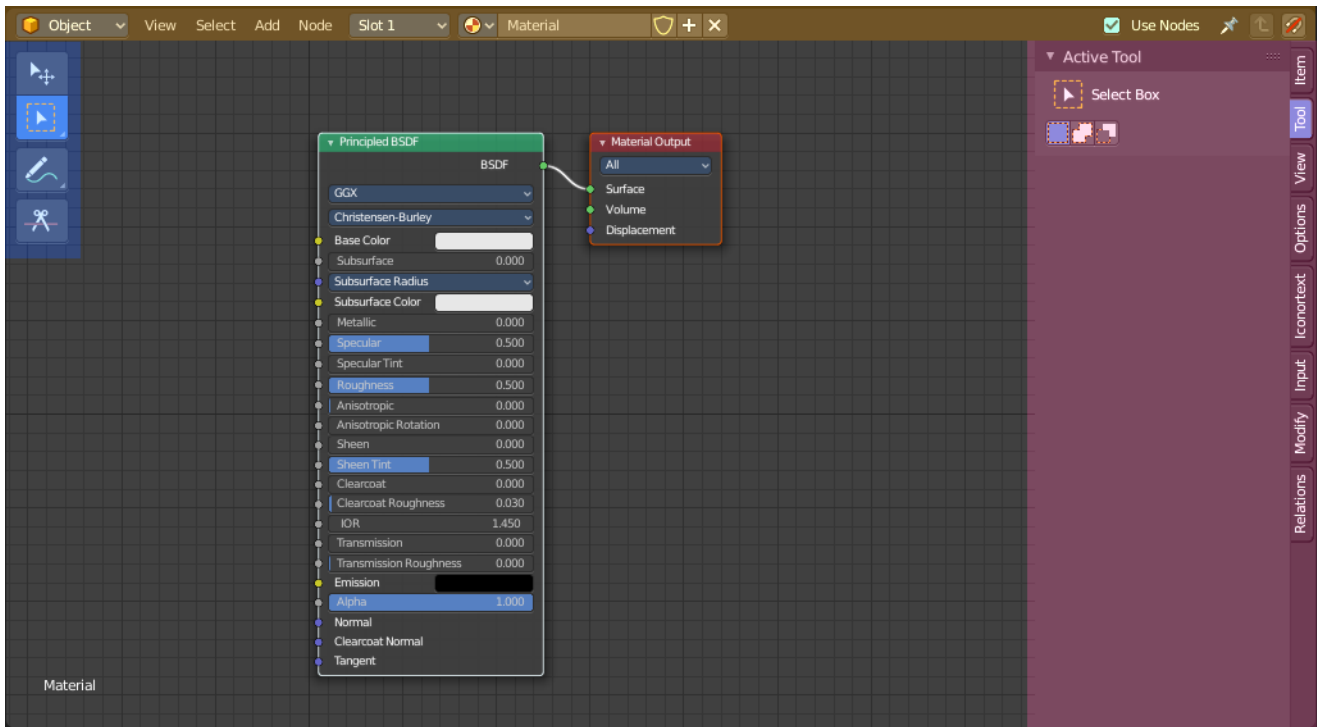 Object View Select Add Node Slot 1 Material Use Nodes
Active Tool
Select Box
Item
Tool
View
Options
Iconortext
Input
Modify
Relations
Principled BSDF
BSDF
GGX
Christensen-Burley
Base Color
Subsurface 0.000
Subsurface Radius
Subsurface Color
Metallic 0.000
Specular 0.500
Specular Tint 0.000
Roughness 0.500
Anisotropic 0.000
Anisotropic Rotation 0.000
Sheen 0.000
Sheen Tint 0.500
Clearcoat 0.000
Clearcoat Roughness 0.030
IOR 1.450
Transmission 0.000
Transmission Roughness 0.000
Emission
Alpha 1.000
Normal
Clearcoat Normal
Tangent
Material Output
All
Surface
Volume
Displacement
Material